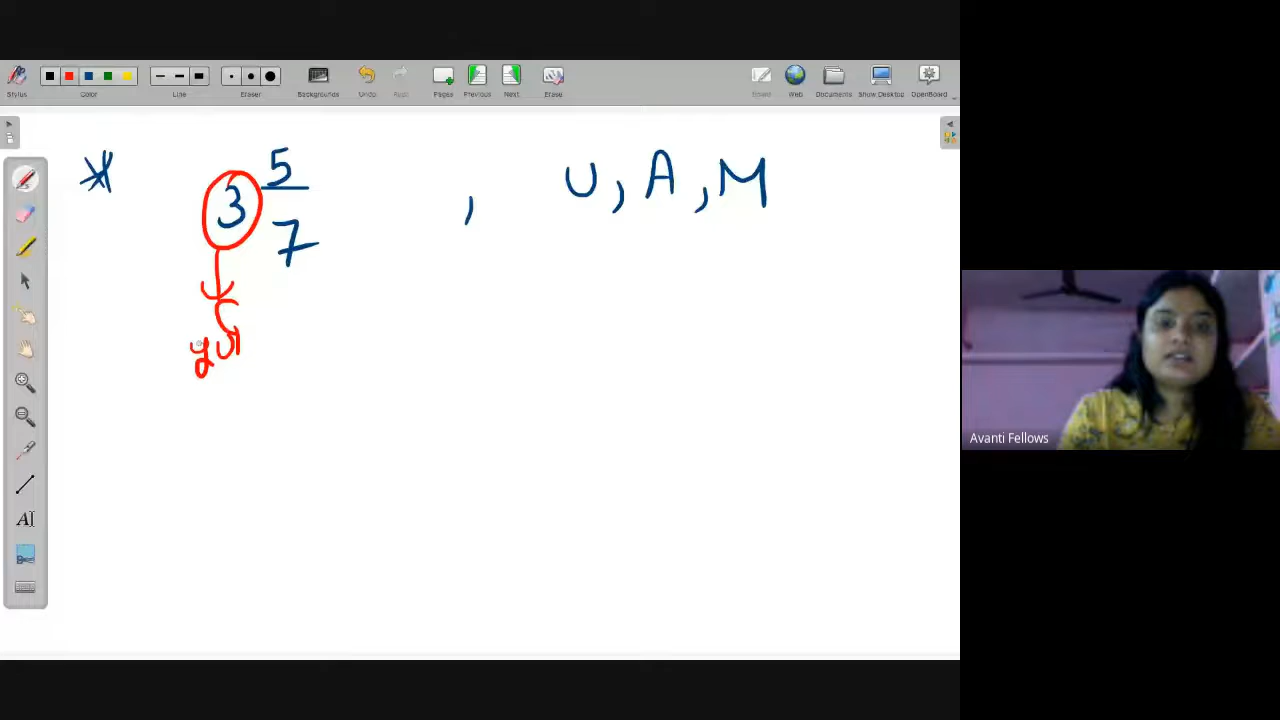 Stylus Color Line Eraser Backgrounds Undo Pages Previous Next Erase Board Web Documents Show Desktop OpenBoard
* 3 5/7 , U, A, M
AI
Avanti Fellows